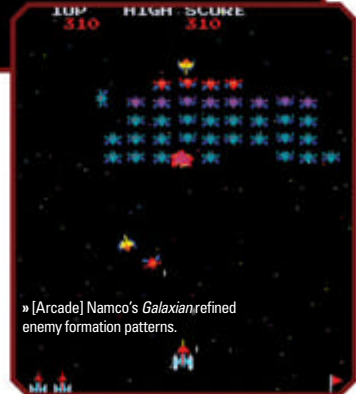 1UP HIGH SCORE
310 310
» [Arcade] Namco's Galaxian refined
enemy formation patterns.